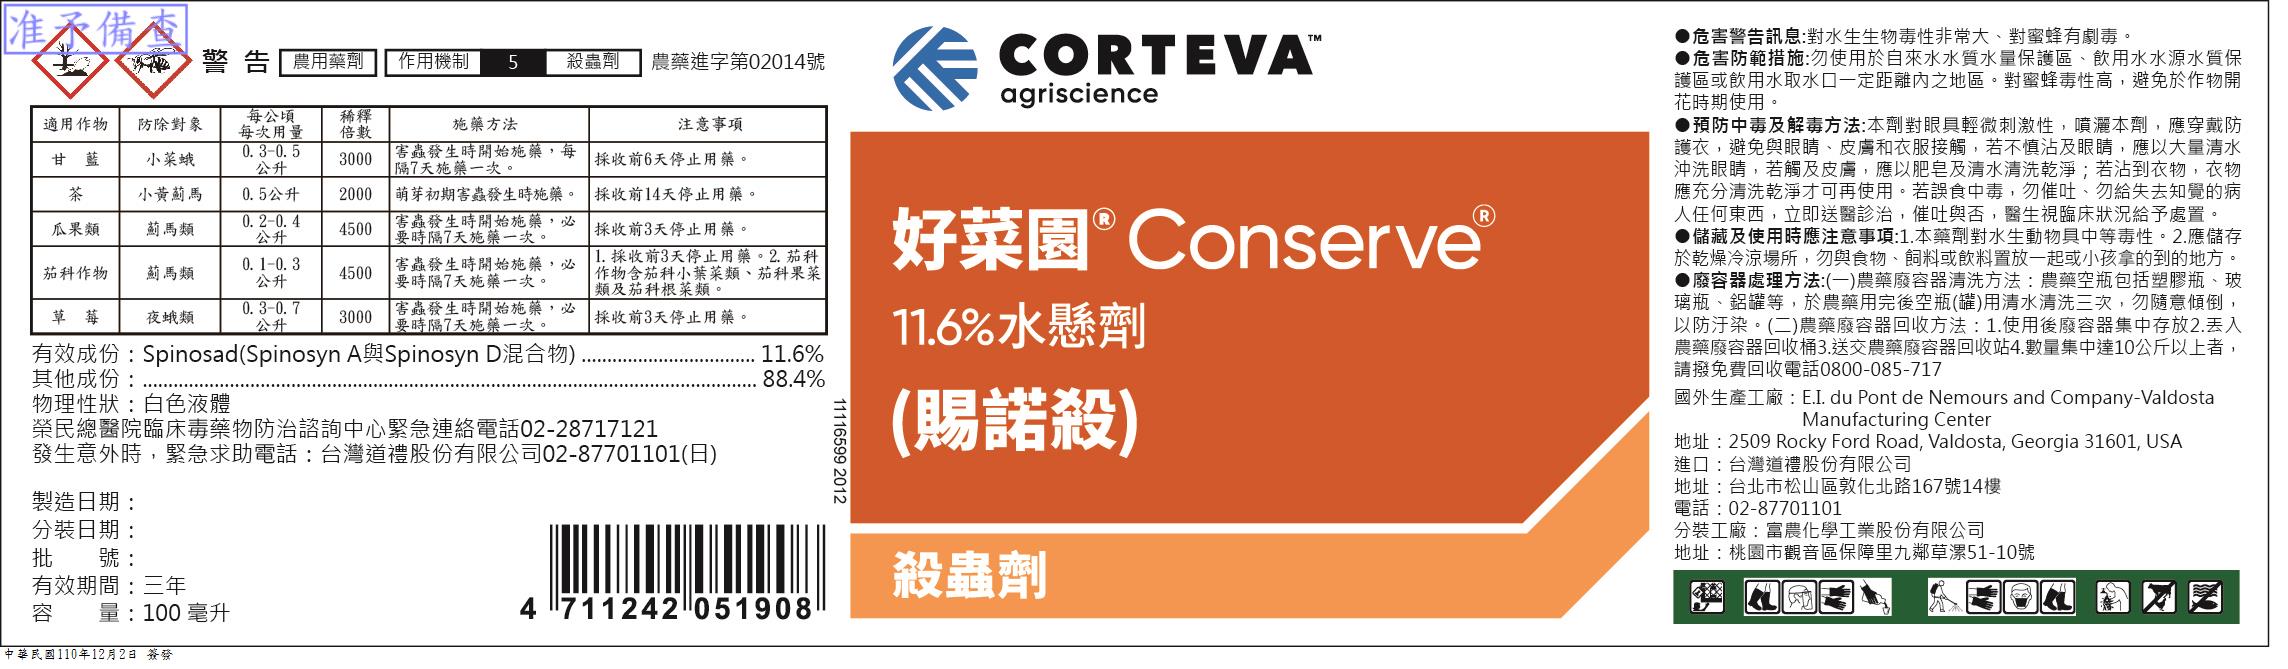 准予備查
警告 農用藥劑 作用機制 5 殺蟲劑 農藥進字第02014號
適用作物 防除對象 每公頃每次用量 稀釋倍數 施藥方法 注意事項
甘 藍 小菜蛾 0.3-0.5公升 3000 害蟲發生時開始施藥，每隔7天施藥一次。 採收前6天停止用藥。
茶 小黃薊馬 0.5公升 2000 萌芽初期害蟲發生時施藥。 採收前14天停止用藥。
瓜果類 薊馬類 0.2-0.4公升 4500 害蟲發生時開始施藥，必要時隔7天施藥一次。 採收前3天停止用藥。
茄科作物 薊馬類 0.1-0.3公升 4500 害蟲發生時開始施藥，必要時隔7天施藥一次。 1.採收前3天停止用藥。2.茄科作物含茄科小葉菜類、茄科果菜類及茄科根菜類。
草 莓 夜蛾類 0.3-0.7公升 3000 害蟲發生時開始施藥，必要時隔7天施藥一次。 採收前3天停止用藥。
有效成份：Spinosad(Spinosyn A與Spinosyn D混合物) ................................ 11.6%
其他成份：................................................................................ 88.4%
物理性狀：白色液體
榮民總醫院臨床毒藥物防治諮詢中心緊急連絡電話02-28717121
發生意外時，緊急求助電話：台灣道禮股份有限公司02-87701101(日)
製造日期：
分裝日期：
批 號：
有效期間：三年
容 量：100 毫升
4 711242 051908
11116599 2012
CORTEVA™
agriscience
好菜園® Conserve®
11.6%水懸劑
(賜諾殺)
殺蟲劑
●危害警告訊息:對水生生物毒性非常大、對蜜蜂有劇毒。
●危害防範措施:勿使用於自來水水質水量保護區、飲用水水源水質保
護區或飲用水取水口一定距離內之地區。對蜜蜂毒性高，避免於作物開
花時期使用。
●預防中毒及解毒方法:本劑對眼具輕微刺激性，噴灑本劑，應穿戴防
護衣，避免與眼睛、皮膚和衣服接觸，若不慎沾及眼睛，應以大量清水
沖洗眼睛，若觸及皮膚，應以肥皂及清水清洗乾淨；若沾到衣物，衣物
應充分清洗乾淨才可再使用。若誤食中毒，勿催吐、勿給失去知覺的病
人任何東西，立即送醫診治，催吐與否，醫生視臨床狀況給予處置。
●儲藏及使用時應注意事項:1.本藥劑對水生動物具中等毒性。2.應儲存
於乾燥冷涼場所，勿與食物、飼料或飲料置放一起或小孩拿的到的地方。
●廢容器處理方法:(一)農藥廢容器清洗方法：農藥空瓶包括塑膠瓶、玻
璃瓶、鋁罐等，於農藥用完後空瓶(罐)用清水清洗三次，勿隨意傾倒，
以防汙染。(二)農藥廢容器回收方法：1.使用後廢容器集中存放2.丟入
農藥廢容器回收桶3.送交農藥廢容器回收站4.數量集中達10公斤以上者，
請撥免費回收電話0800-085-717
國外生產工廠：E.I. du Pont de Nemours and Company-Valdosta
Manufacturing Center
地址：2509 Rocky Ford Road, Valdosta, Georgia 31601, USA
進口：台灣道禮股份有限公司
地址：台北市松山區敦化北路167號14樓
電話：02-87701101
分裝工廠：富農化學工業股份有限公司
地址：桃園市觀音區保障里九鄰草漯51-10號
中華民國110年12月2日 簽發